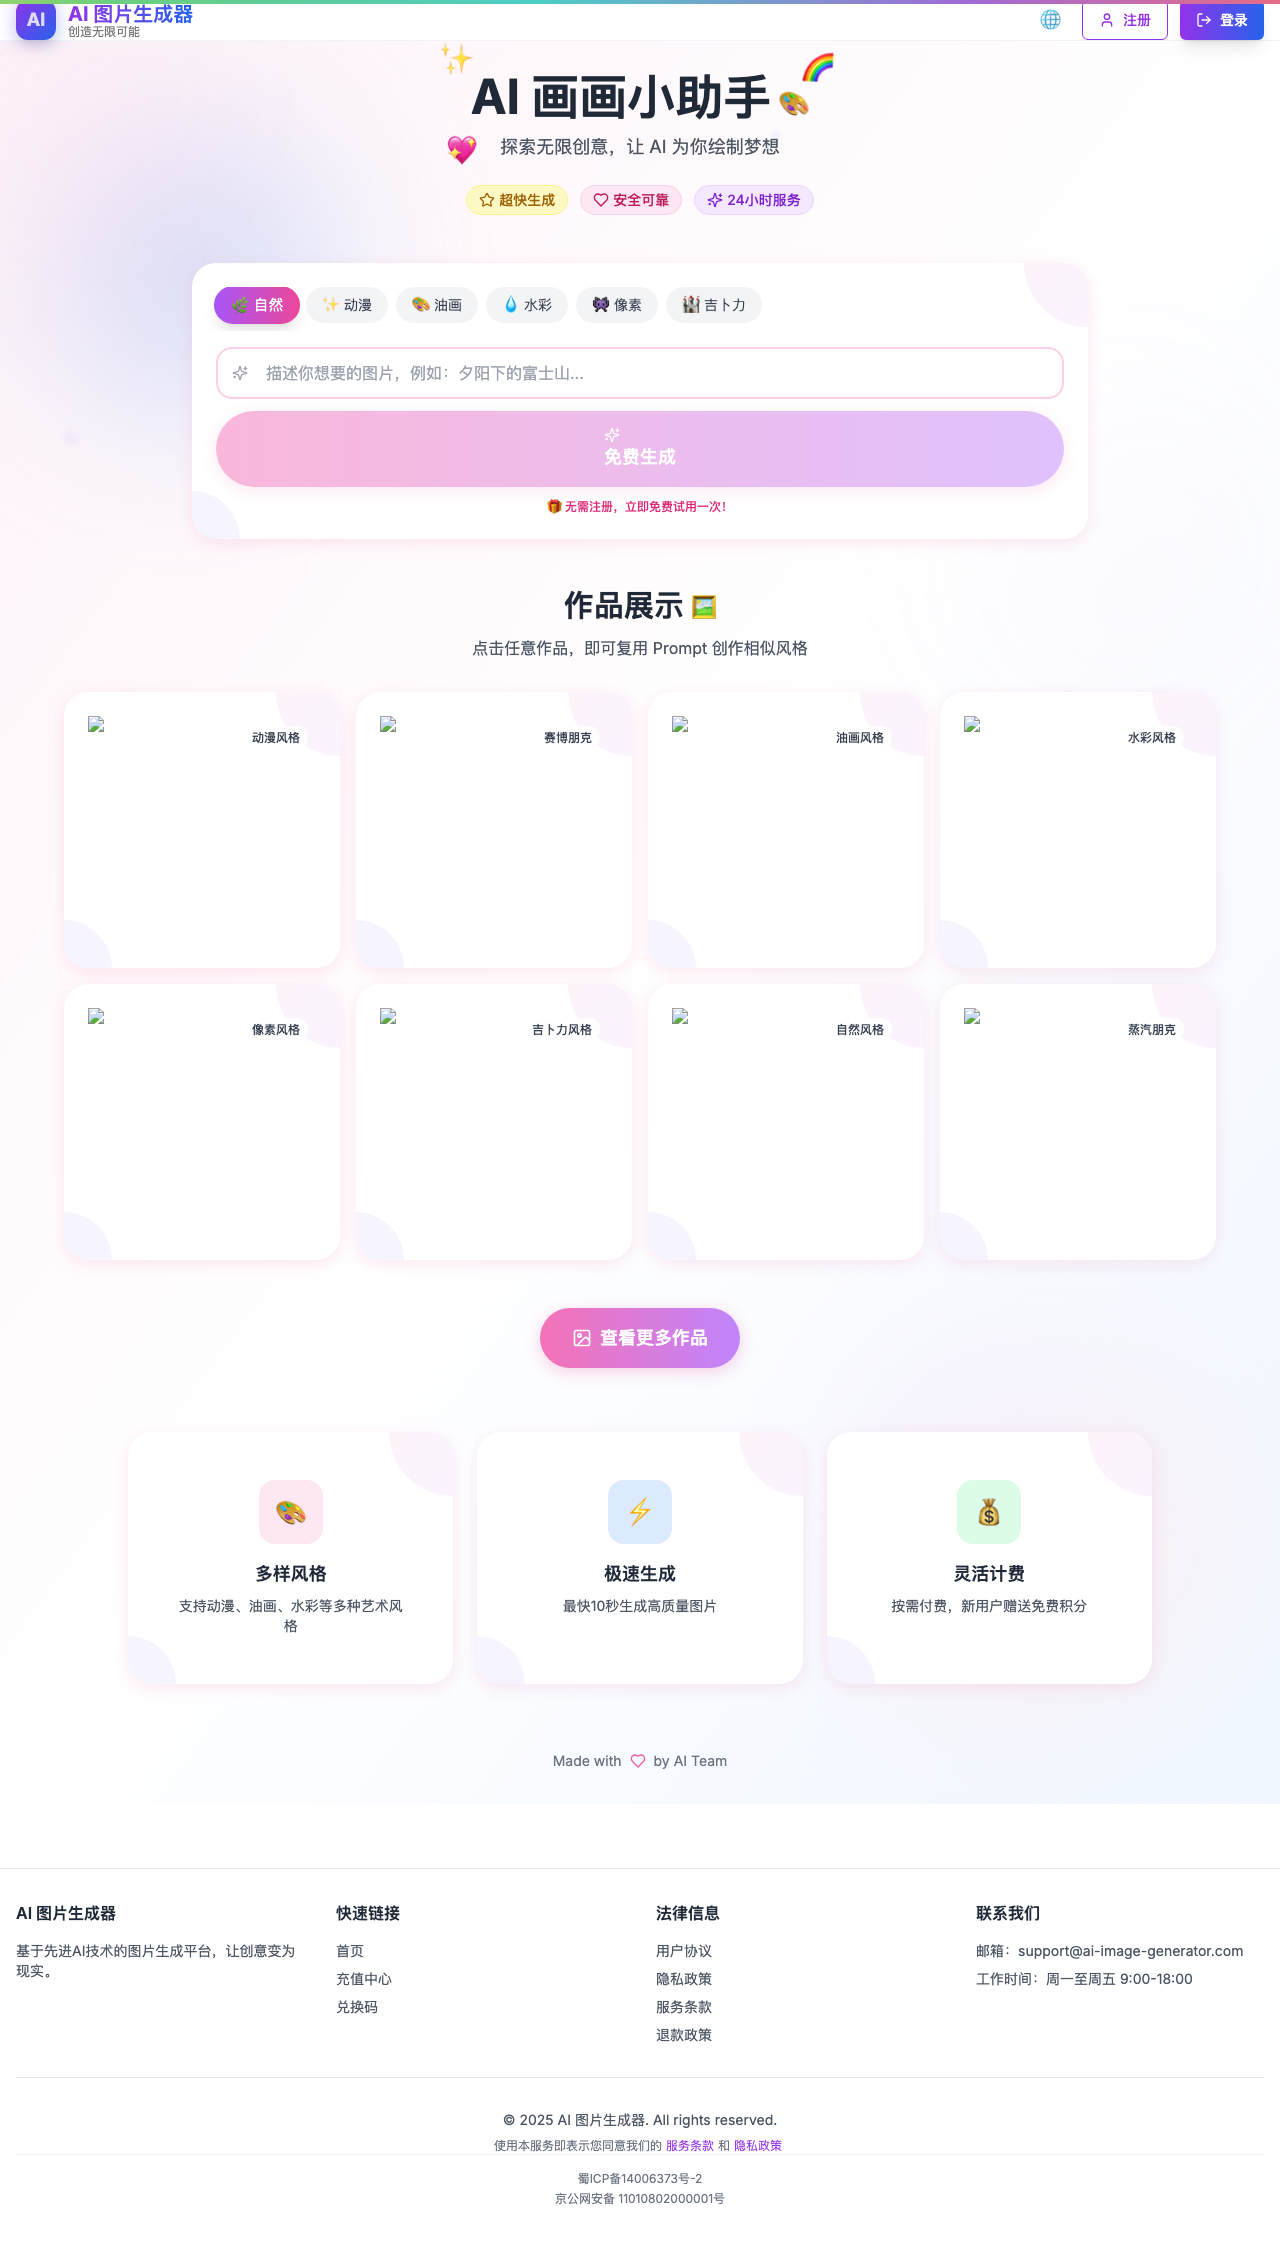 AI
AI 图片生成器
创造无限可能
注册
登录
AI 画画小助手
探索无限创意，让 AI 为你绘制梦想
超快生成
安全可靠
24小时服务
自然
动漫
油画
水彩
像素
吉卜力
描述你想要的图片，例如：夕阳下的富士山...
免费生成
无需注册，立即免费试用一次！
作品展示
点击任意作品，即可复用 Prompt 创作相似风格
动漫风格
赛博朋克
油画风格
水彩风格
像素风格
吉卜力风格
自然风格
蒸汽朋克
查看更多作品
多样风格
支持动漫、油画、水彩等多种艺术风
格
极速生成
最快10秒生成高质量图片
灵活计费
按需付费，新用户赠送免费积分
Made with
by AI Team
AI 图片生成器
基于先进AI技术的图片生成平台，让创意变为
现实。
快速链接
首页
充值中心
兑换码
法律信息
用户协议
隐私政策
服务条款
退款政策
联系我们
邮箱：support@ai-image-generator.com
工作时间：周一至周五 9:00-18:00
© 2025 AI 图片生成器. All rights reserved.
使用本服务即表示您同意我们的 服务条款 和 隐私政策
蜀ICP备14006373号-2
京公网安备 11010802000001号